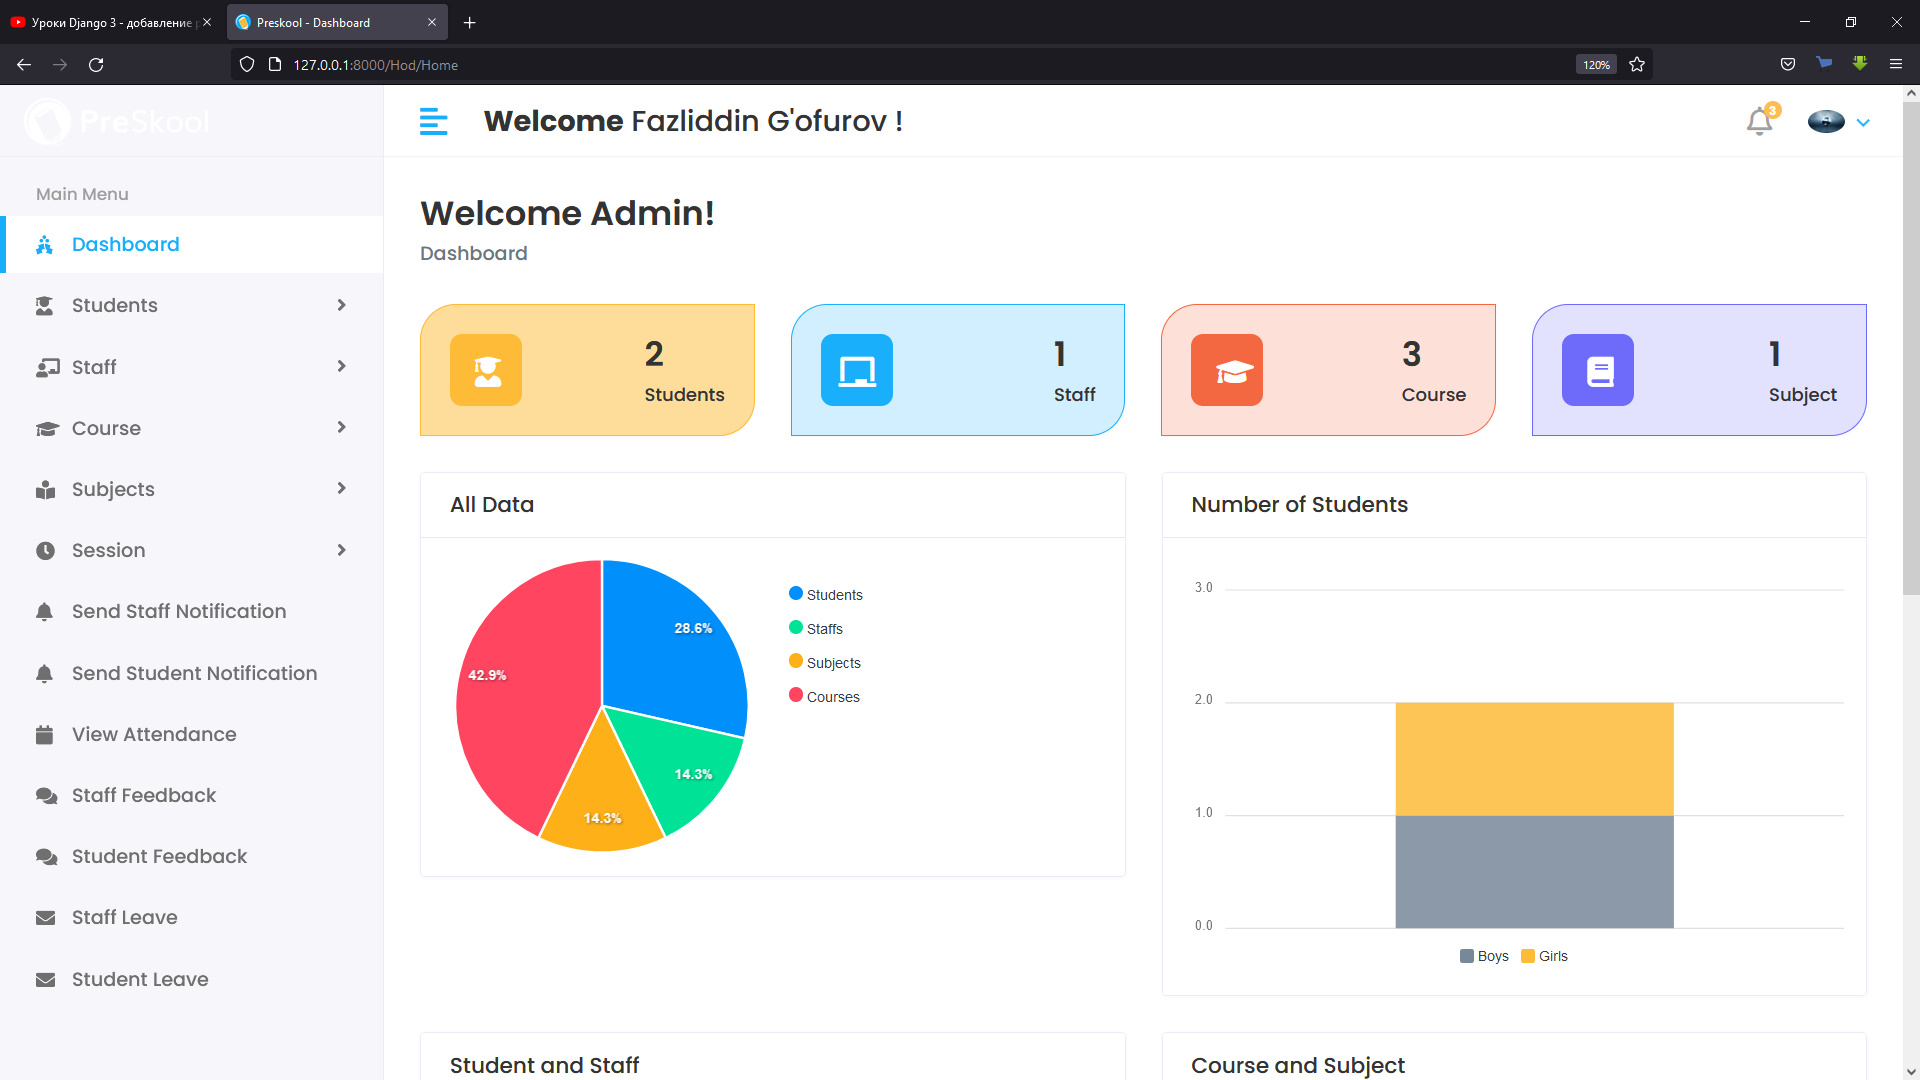 Уроки Django 3 - добавление
Preskool - Dashboard
127.0.0.1:8000/Hod/Home
120%
PreSkool
Welcome Fazliddin G'ofurov !
3
Main Menu
Dashboard
Students
Staff
Course
Subjects
Session
Send Staff Notification
Send Student Notification
View Attendance
Staff Feedback
Student Feedback
Staff Leave
Student Leave
Welcome Admin!
Dashboard
2
Students
1
Staff
3
Course
1
Subject
All Data
28.6%
42.9%
14.3%
14.3%
Students
Staffs
Subjects
Courses
Number of Students
3.0
2.0
1.0
0.0
Boys Girls
Student and Staff
Course and Subject